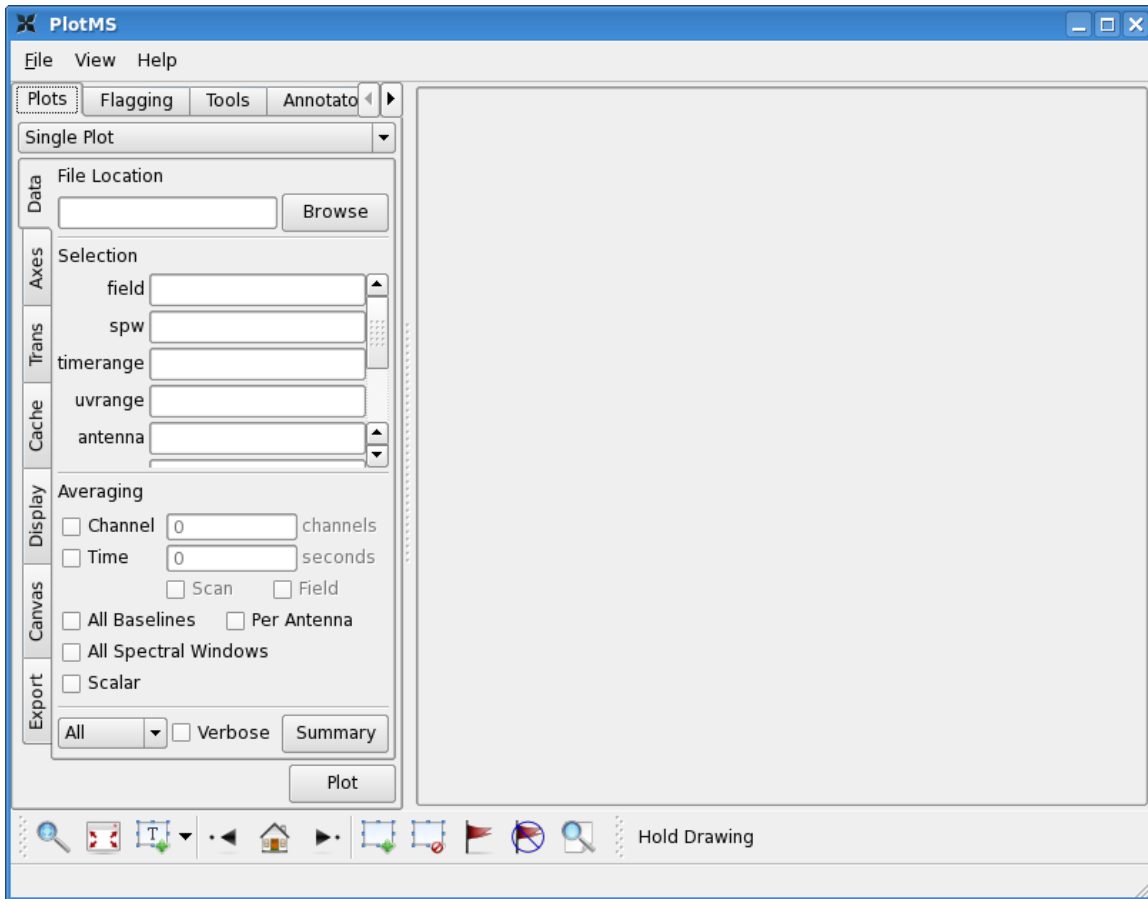 PlotMS
File View Help
Plots Flagging Tools Annotato
Single Plot
Data
Axes
Trans
Cache
Display
Canvas
Export
File Location
Browse
Selection
field
spw
timerange
uvrange
antenna
Averaging
Channel 0 channels
Time 0 seconds
Scan Field
All Baselines Per Antenna
All Spectral Windows
Scalar
All Verbose Summary
Plot
T
Hold Drawing